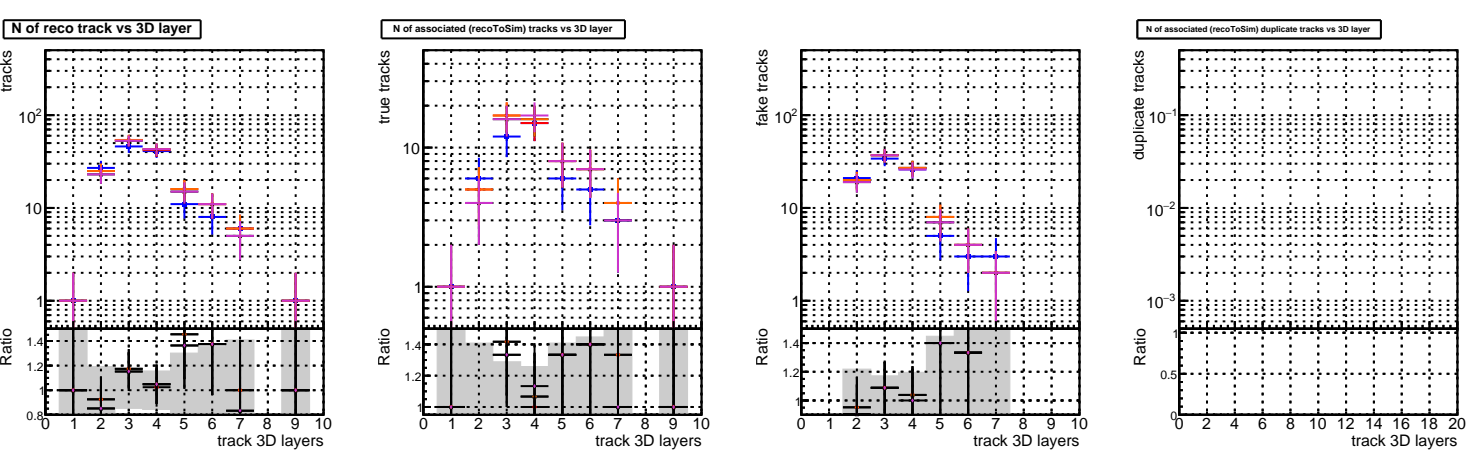 N of reco track vs 3D layer
tracks
10²
10
1
Ratio
1.4
1.2
1
0.8
0 1 2 3 4 5 6 7 8 9 10
track 3D layers
N of associated (recoToSim) tracks vs 3D layer
true tracks
10
1
Ratio
1.4
1.2
1
0 1 2 3 4 5 6 7 8 9 10
track 3D layers
fake tracks
10²
10
1
Ratio
1.4
1.2
1
0 1 2 3 4 5 6 7 8 9 10
track 3D layers
N of associated (recoToSim) duplicate tracks vs 3D layer
duplicate tracks
10⁻¹
10⁻²
10⁻³
Ratio
1
0.5
0
0 2 4 6 8 10 12 14 16 18 20
track 3D layers